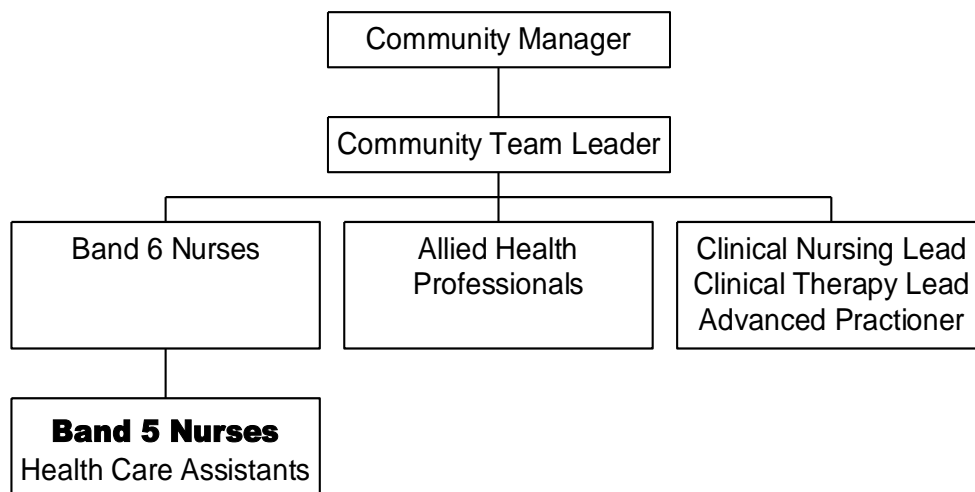 Community Manager
Community Team Leader
Band 6 Nurses
Allied Health
Professionals
Clinical Nursing Lead
Clinical Therapy Lead
Advanced Practioner
Band 5 Nurses
Health Care Assistants